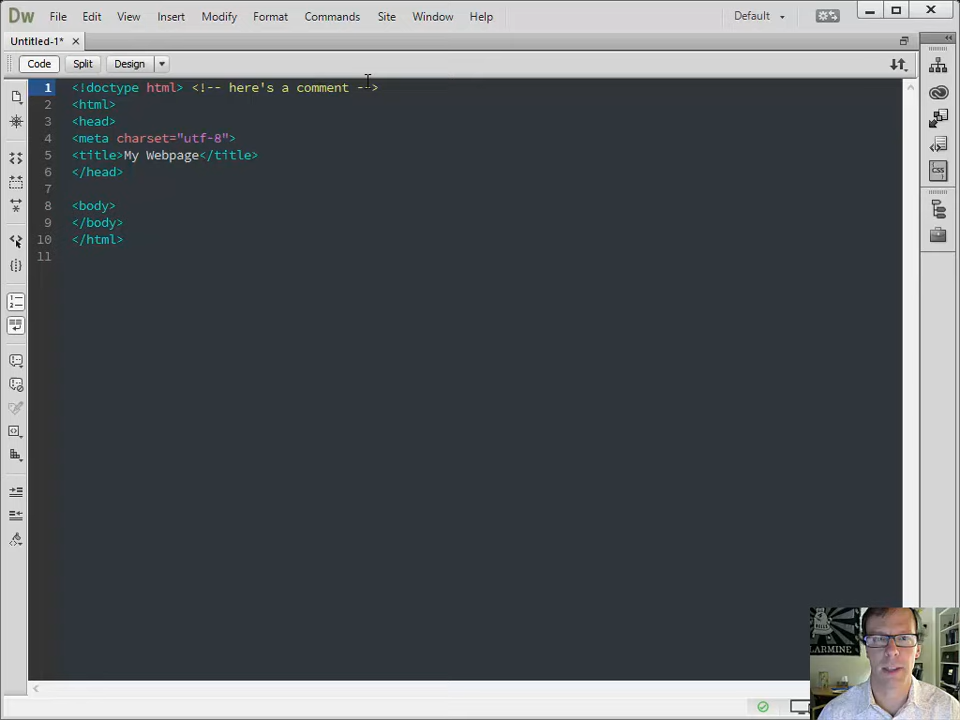 Dw File Edit View Insert Modify Format Commands Site Window Help Default
Untitled-1* ×
Code Split Design
1 <!doctype html> <!-- here's a comment -->
2 <html>
3 <head>
4 <meta charset="utf-8">
5 <title>My Webpage</title>
6 </head>
7
8 <body>
9 </body>
10 </html>
11
CSS
LARMINE